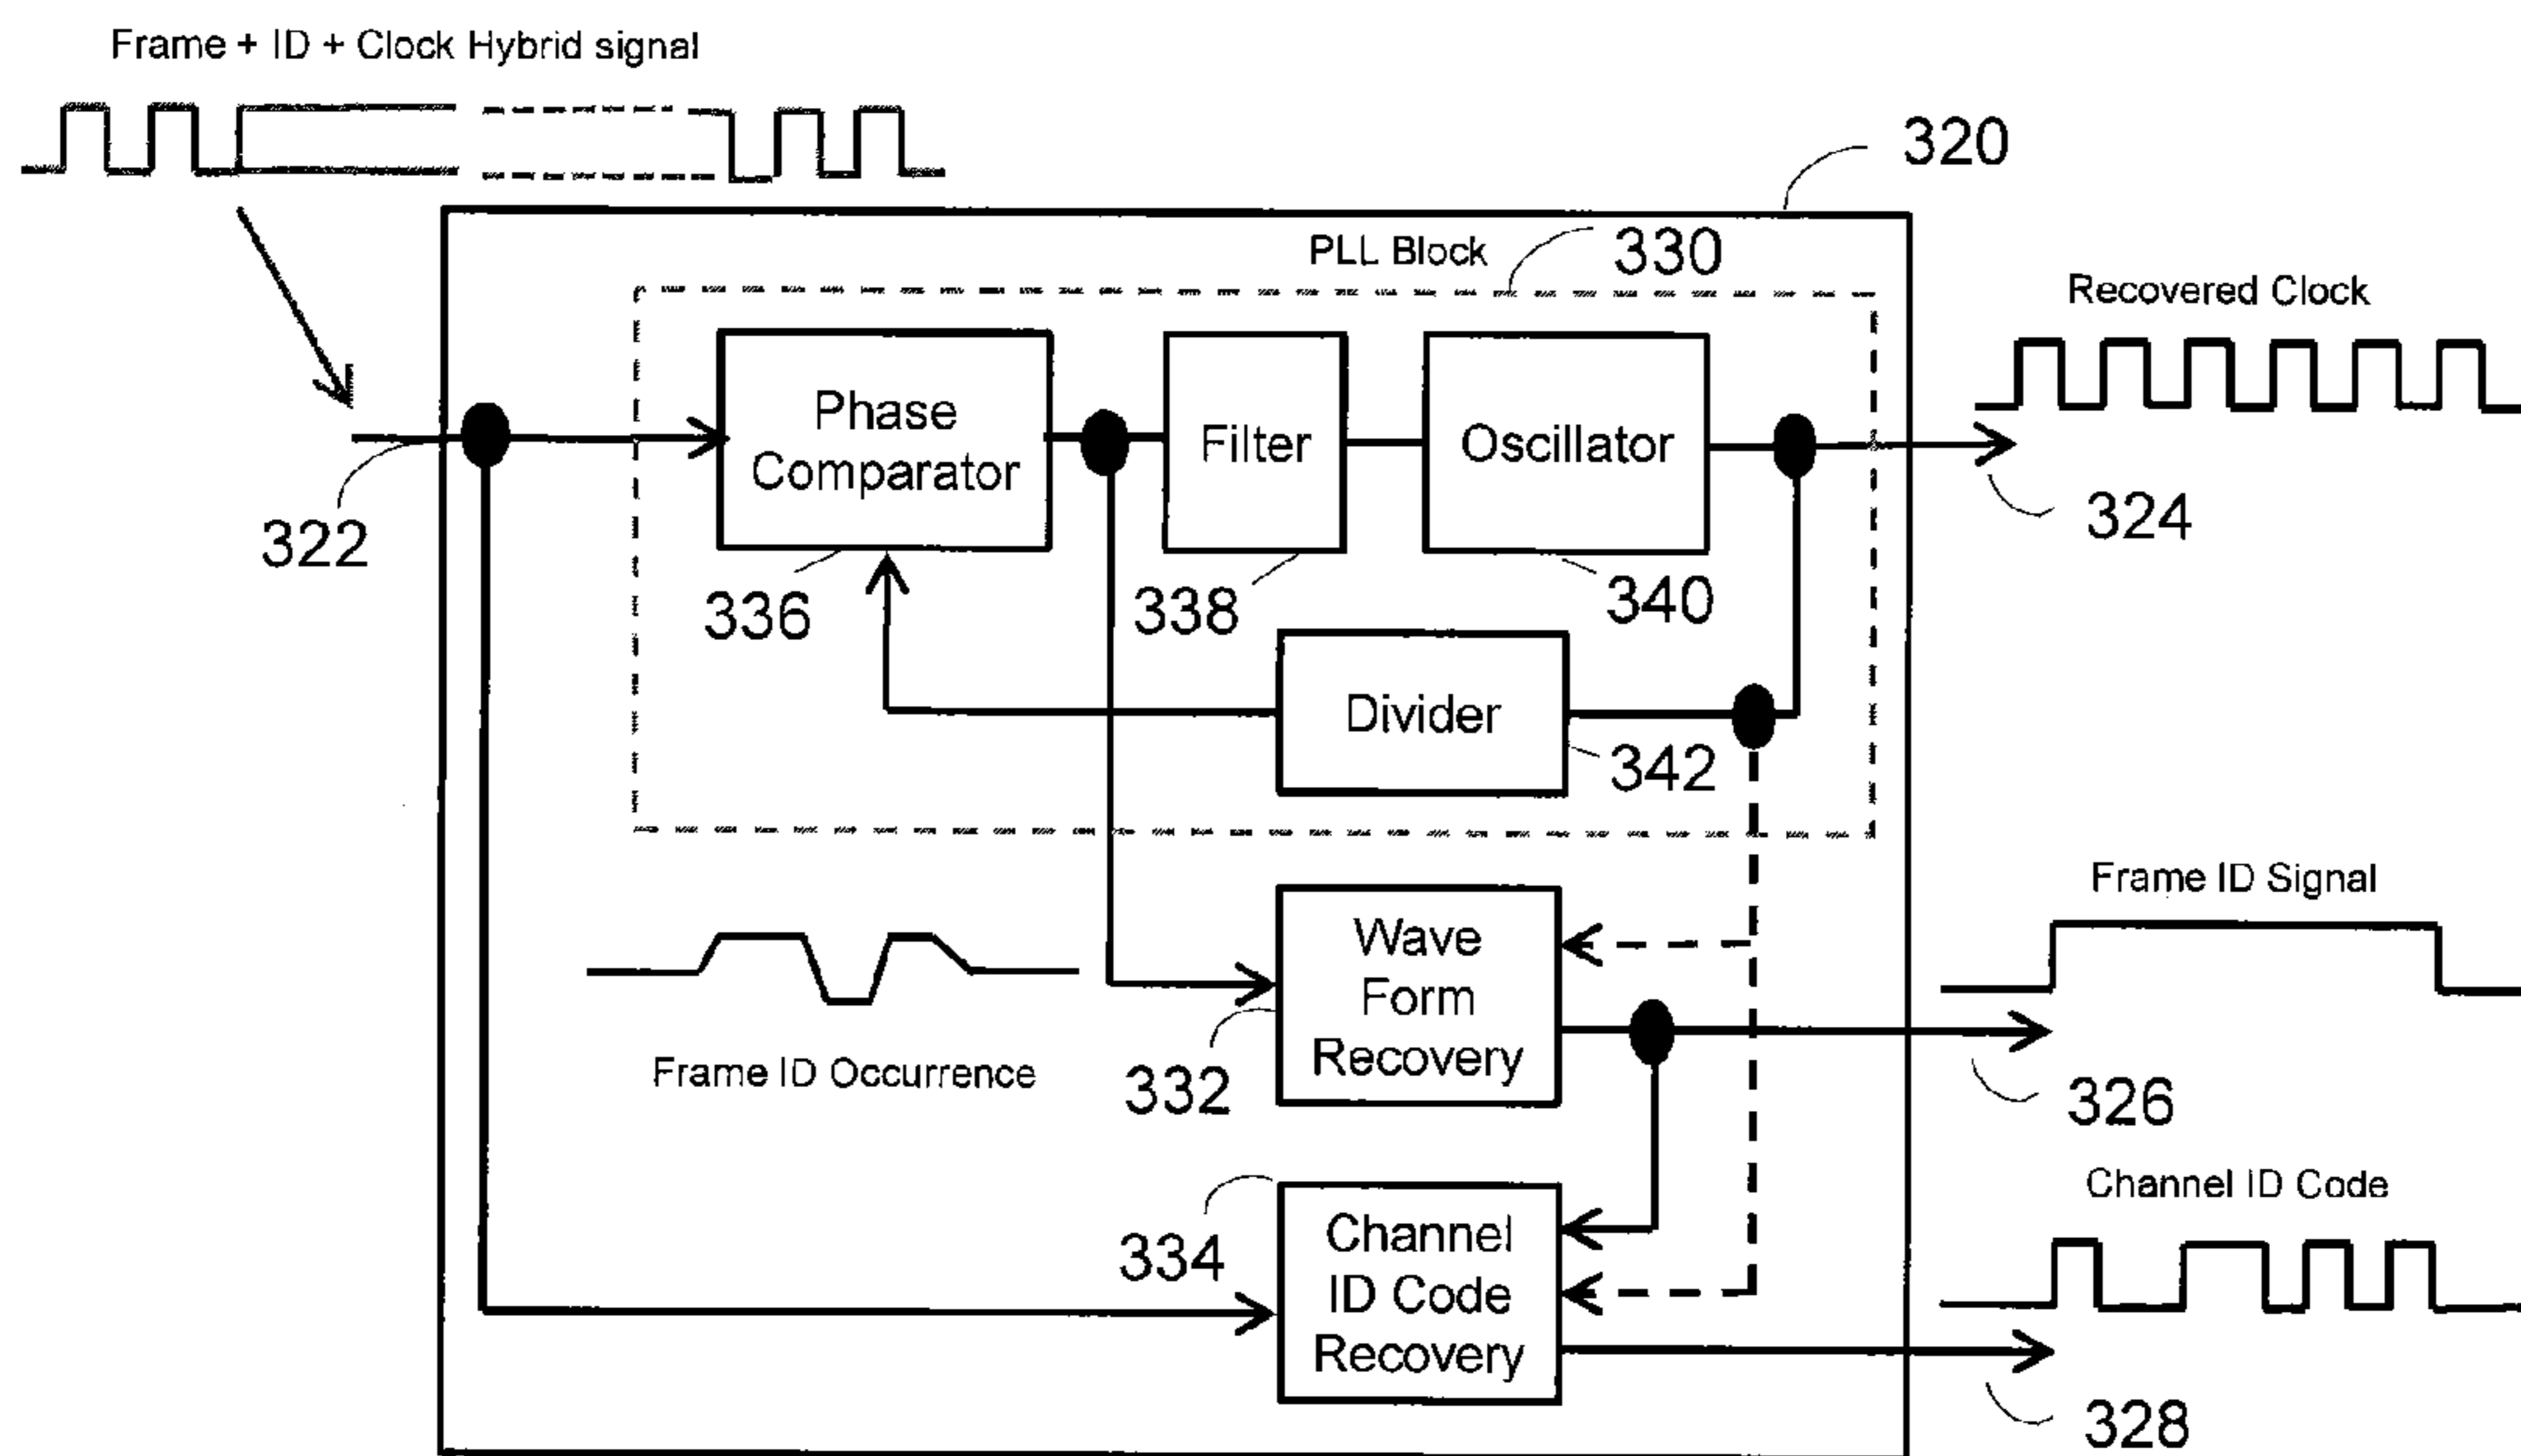 Frame + ID + Clock Hybrid signal
320
PLL Block
330
Recovered Clock
Phase
Comparator
Filter
Oscillator
322
324
336
338
340
Divider
342
Frame ID Signal
Wave
Form
Recovery
Frame ID Occurrence
332
326
Channel ID Code
334
Channel
ID Code
Recovery
328